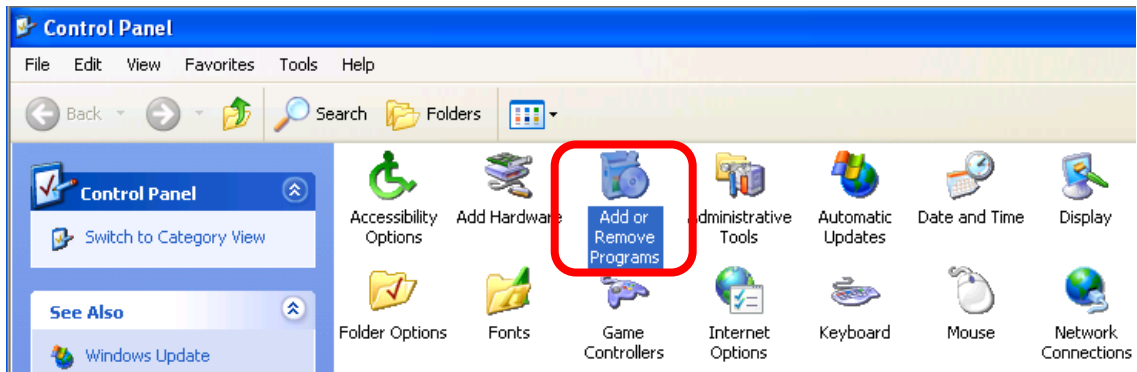 Control Panel
File Edit View Favorites Tools Help
Back Search Folders
Control Panel
Switch to Category View
See Also
Windows Update
Accessibility Options
Add Hardware
Add or Remove Programs
Administrative Tools
Automatic Updates
Date and Time
Display
Folder Options
Fonts
Game Controllers
Internet Options
Keyboard
Mouse
Network Connections